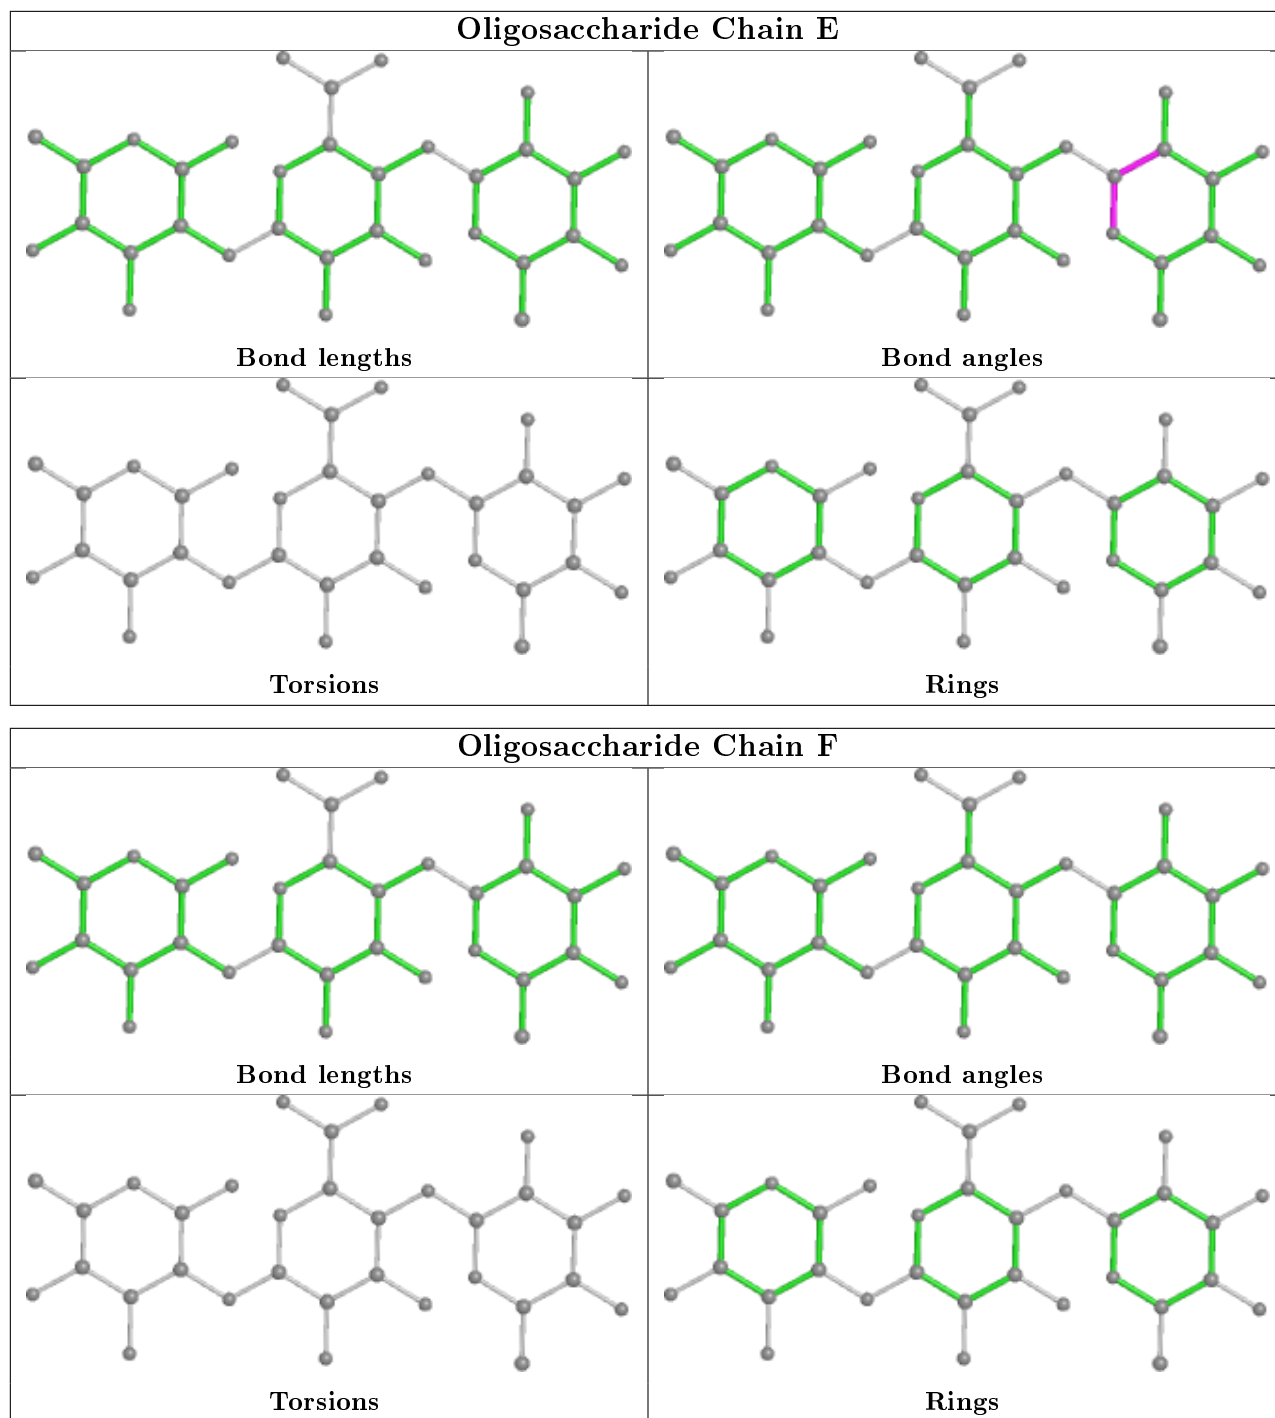 Oligosaccharide Chain E
Bond lengths
Bond angles
Torsions
Rings
Oligosaccharide Chain F
Bond lengths
Bond angles
Torsions
Rings